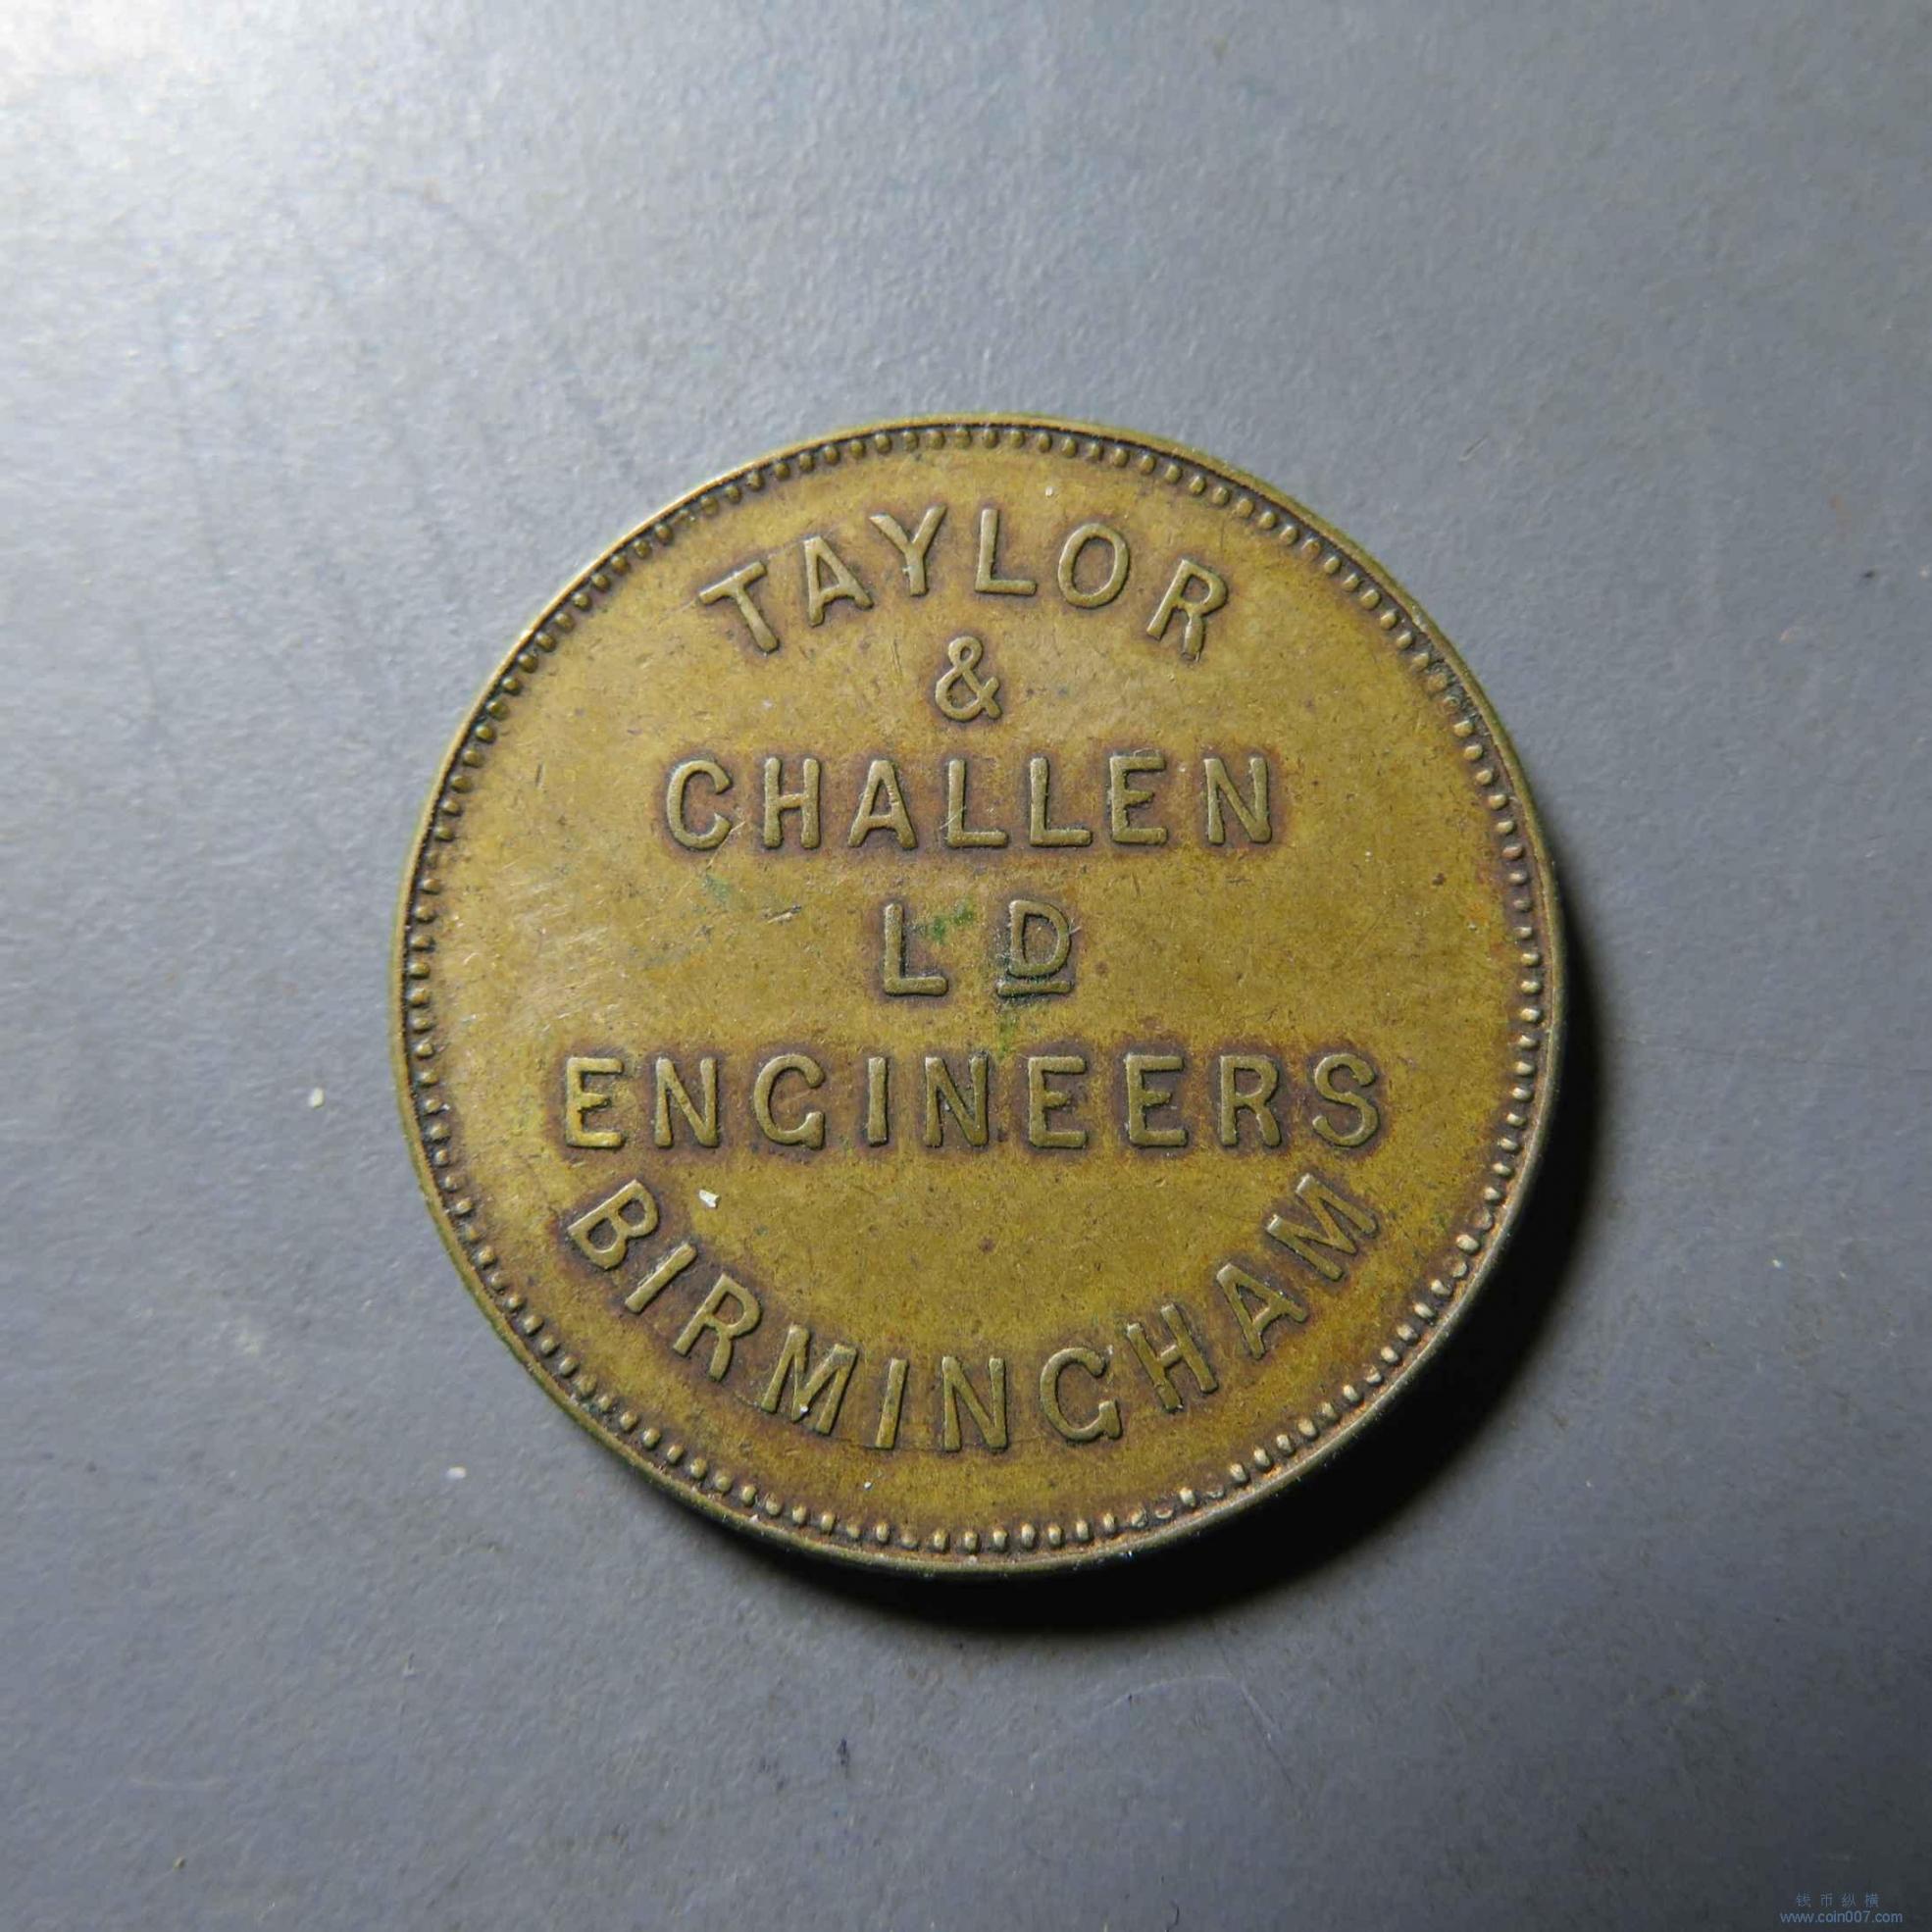 TAYLOR
&
CHALLEN
LD
ENGINEERS
BIRMINGHAM
钱币纵横
www.coin007.com